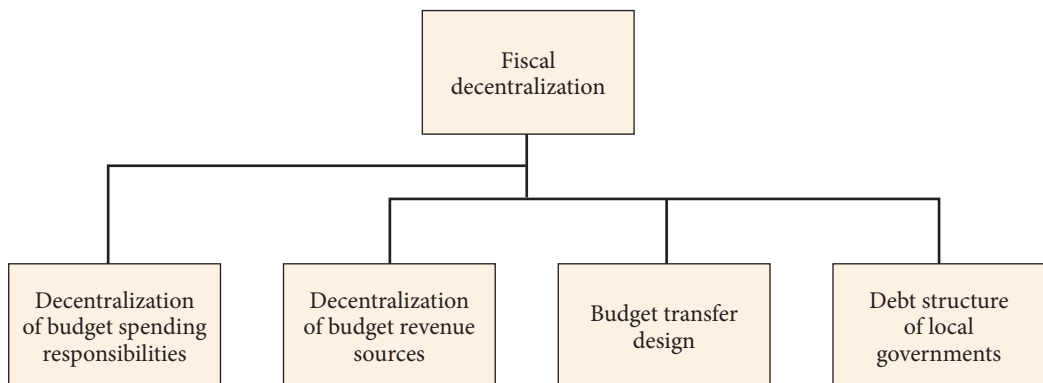 Fiscal
decentralization
Decentralization
of budget spending
responsibilities
Decentralization
of budget revenue
sources
Budget transfer
design
Debt structure
of local
governments